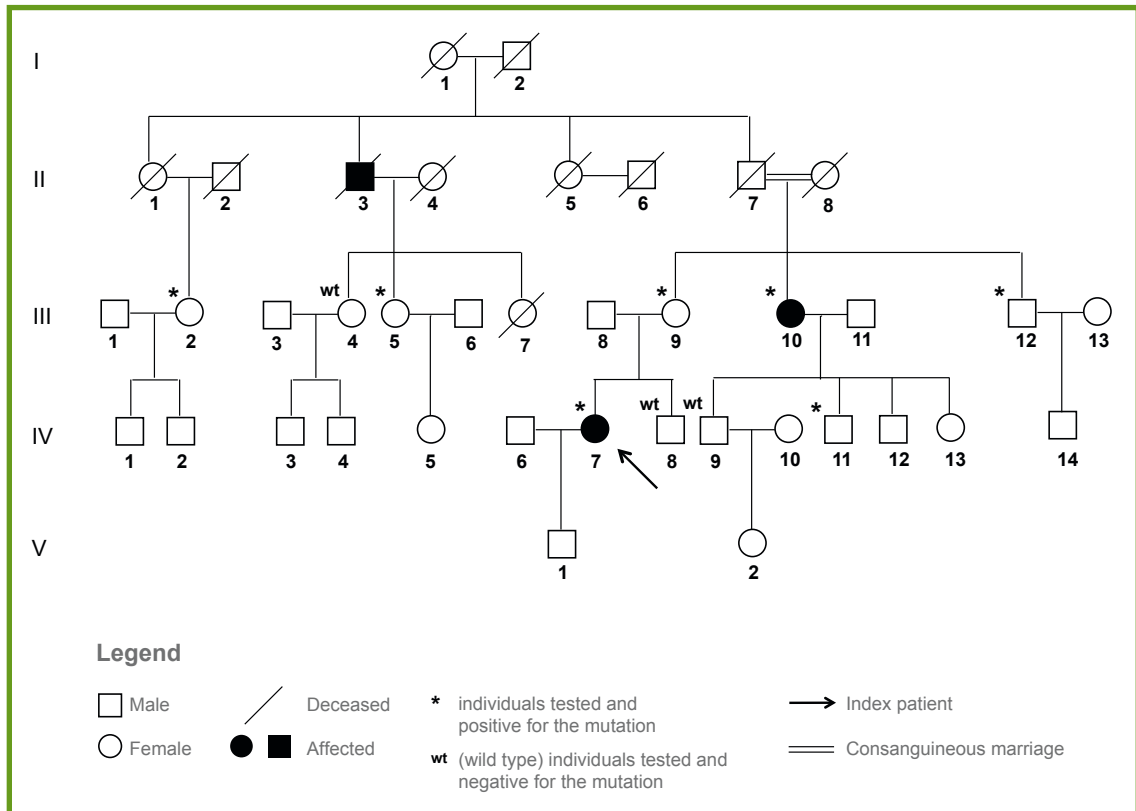 I
1 2
II
1 2 3 4 5 6 7 8
* wt * * * *
III
1 2 3 4 5 6 7 8 9 10 11 12 13
* wt wt *
IV
1 2 3 4 5 6 7 8 9 10 11 12 13 14
V
1 2
Legend
Male Deceased * individuals tested and Index patient
positive for the mutation
Female Affected wt (wild type) individuals tested and Consanguineous marriage
negative for the mutation